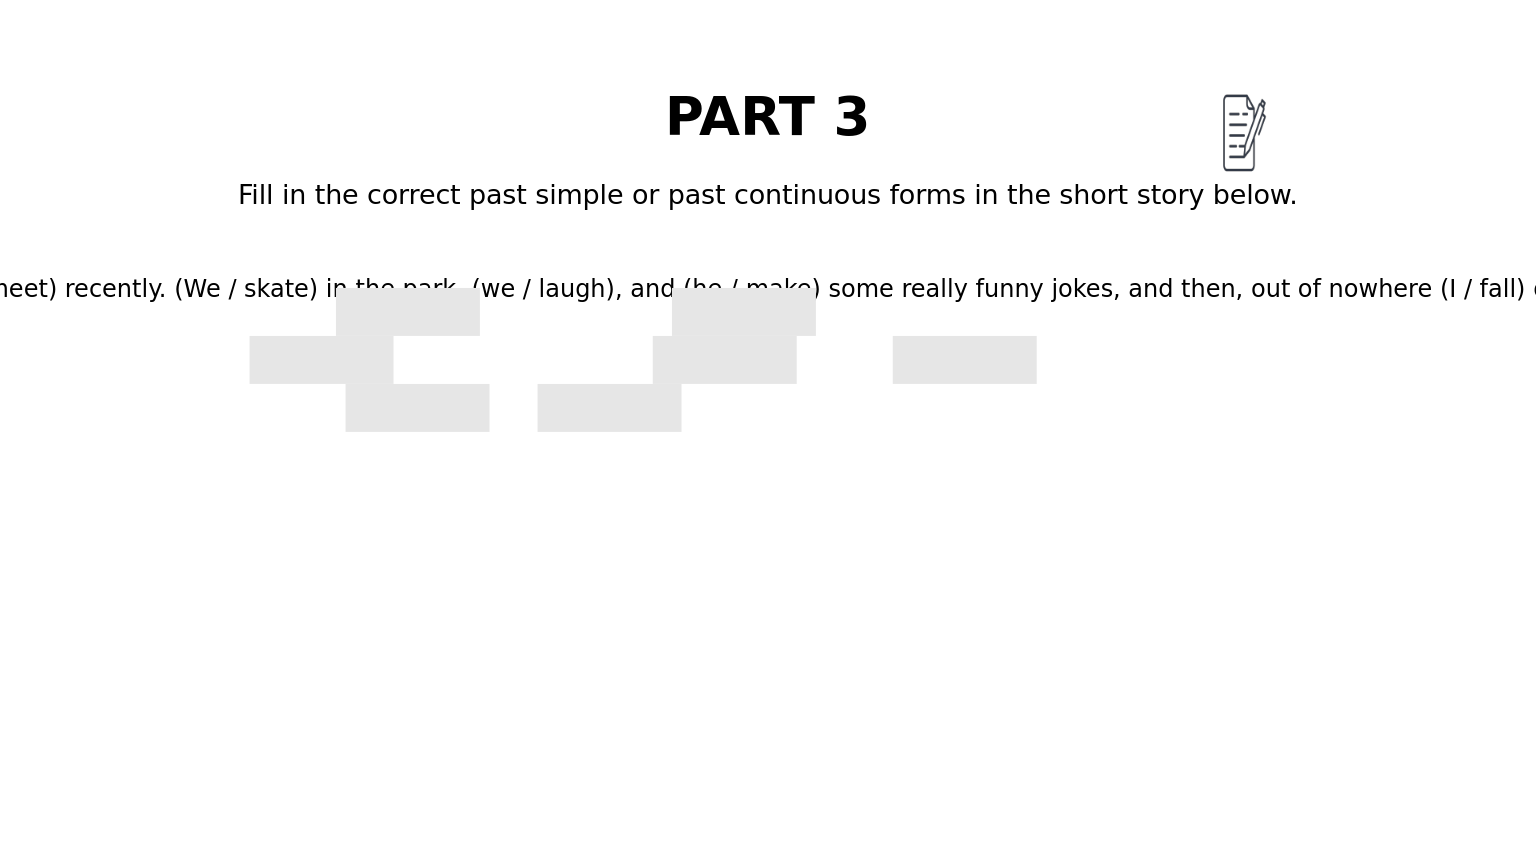 PART 3
Fill in the correct past simple or past continuous forms in the short story below.
recently. (We / skate) in the park, (we / laugh), and (he / make) some really funny jokes, and then, out of nowhere (I / fall)